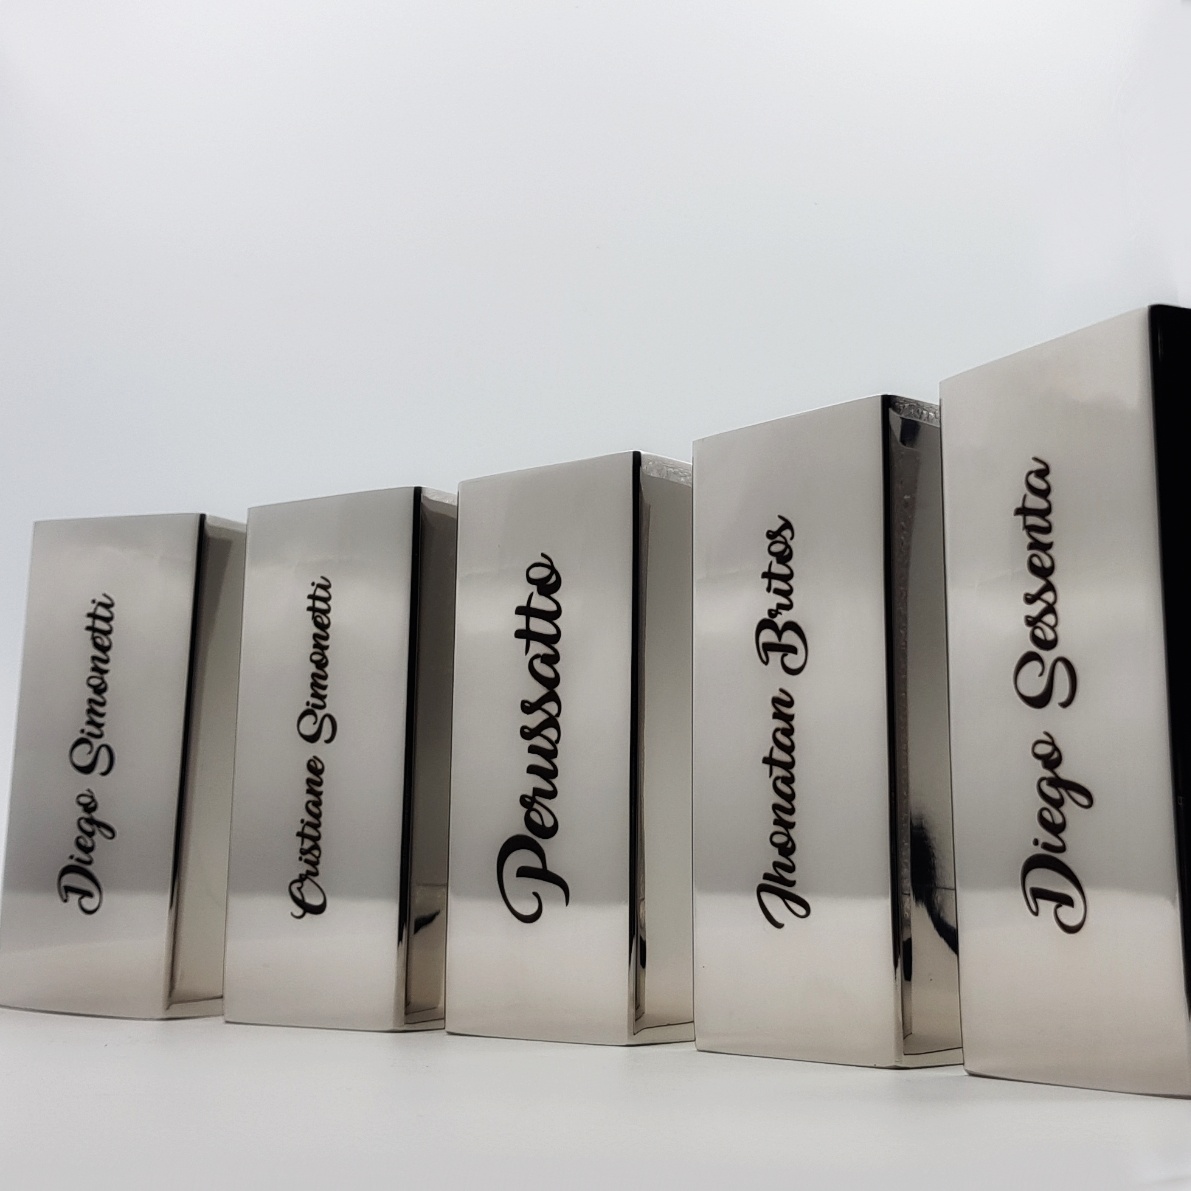 Diego Simonetti
Cristiane Simonetti
Perussatto
Jhonatan Britos
Diego Sessenta